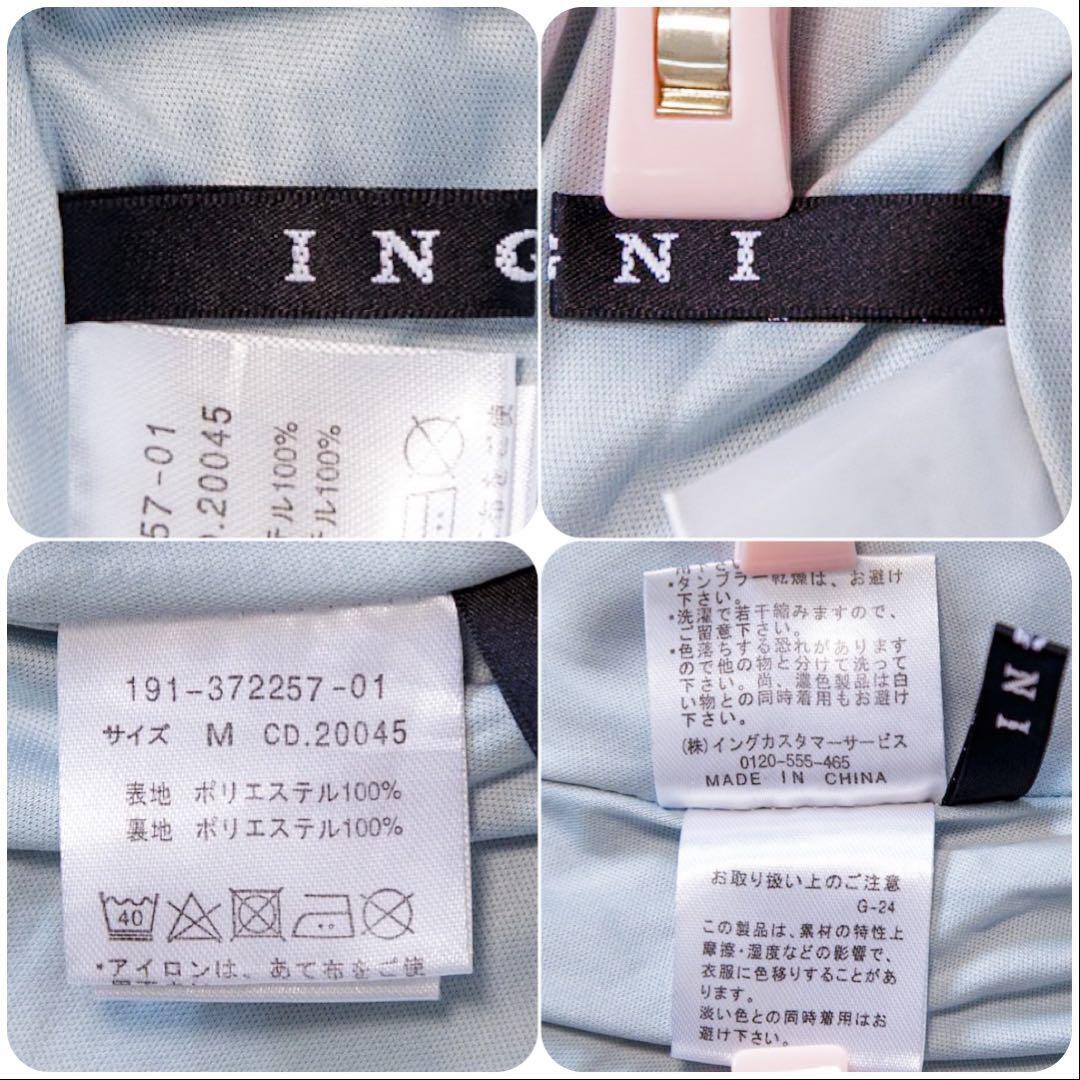 I N G
G N I
57-01
D.20045
テル100%
テル100%
布をご使
191-372257-01
サイズ M CD.20045
表地 ポリエステル100%
裏地 ポリエステル100%
40
*アイロンは、あて布をご使
•タンブラー乾燥は、お避け
下さい。
•洗濯で若干縮みますので、
ご留意下さい。
•色落ちする恐れがあります
ので他の物と分けて洗って
下さい。尚、濃色製品は白
い物との同時着用もお避け
下さい。
(株)イングカスタマーサービス
0120-555-465
MADE IN CHINA
N I
お取り扱い上のご注意
G-24
この製品は、素材の特性上
摩擦・湿度などの影響で、
衣服に色移りすることがあ
ります。
淡い色との同時着用はお
避け下さい。